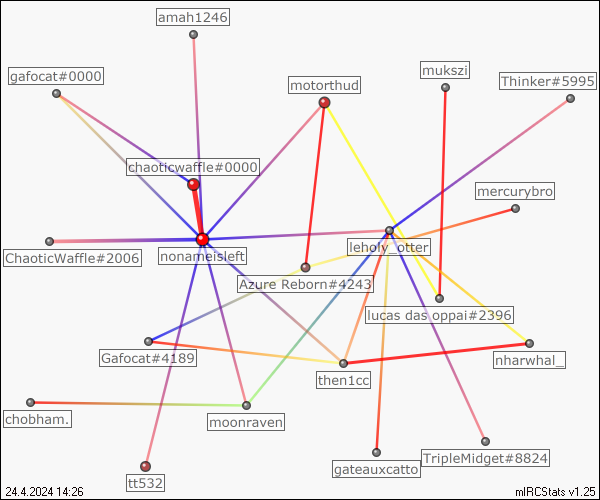 amah1246
gafocat#0000
motorthud
mukszi
Thinker#5995
chaoticwaffle#0000
mercurybro
leholy_otter
ChaoticWaffle#2006
nonameisleft
Azure Reborn#4243
lucas das oppai#2396
Gafocat#4189
then1cc
nharwhal_
chobham.
moonraven
gateauxcatto
TripleMidget#8824
tt532
24.4.2024 14:26
mIRCStats v1.25